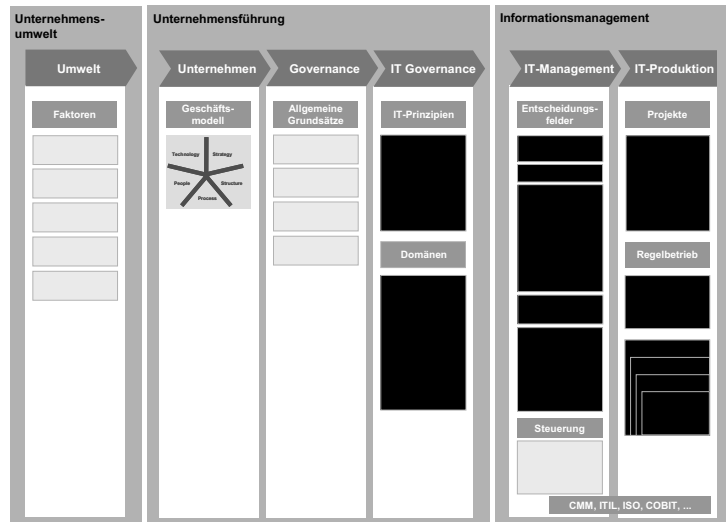 Unternehmens-
umwelt
Unternehmensführung
Informationsmanagement
Umwelt
Unternehmen
Governance
IT Governance
IT-Management
IT-Produktion
Faktoren
Geschäfts-
modell
Allgemeine
Grundsätze
IT-Prinzipien
Entscheidungs-
felder
Projekte
Technology
Strategy
People
Structure
Process
Domänen
Regelbetrieb
Steuerung
CMM, ITIL, ISO, COBIT, ...